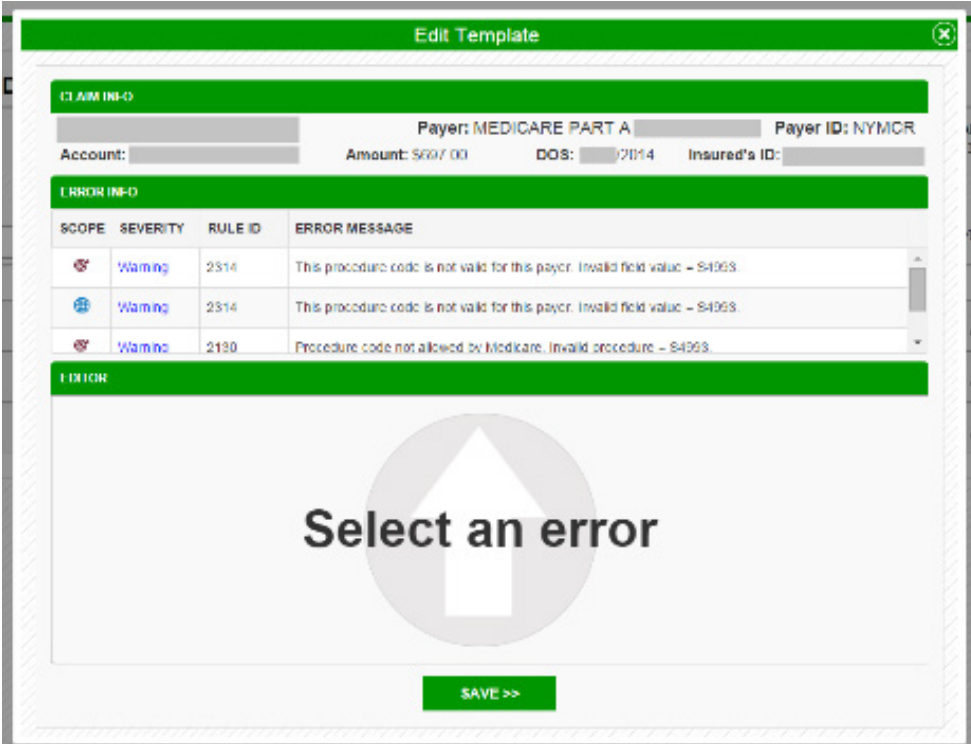 Edit Template
CLAIM INFO
Payer: MEDICARE PART A Payer ID: NYMCR
Account: Amount: $697.00 DOS: /2014 Insured's ID:
ERROR INFO
SCOPE SEVERITY RULE ID ERROR MESSAGE
Warning 2314 This procedure code is not valid for this payer. Invalid field value =
Warning 2314 This procedure code is not valid for this payer. Invalid field value =
Warning 2130 Procedure code not allowed by Medicare. Invalid procedure =
EDITOR
Select an error
SAVE >>